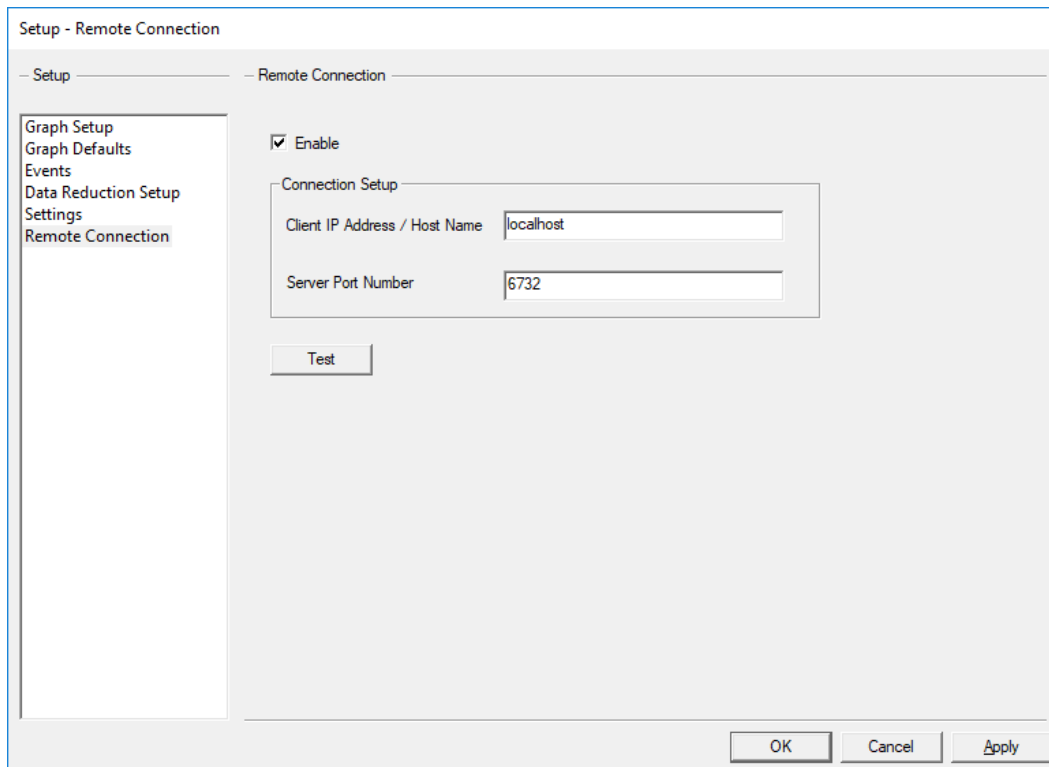 Setup - Remote Connection
Setup
Graph Setup
Graph Defaults
Events
Data Reduction Setup
Settings
Remote Connection
Remote Connection
Enable
Connection Setup
Client IP Address / Host Name
localhost
Server Port Number
6732
Test
OK
Cancel
Apply